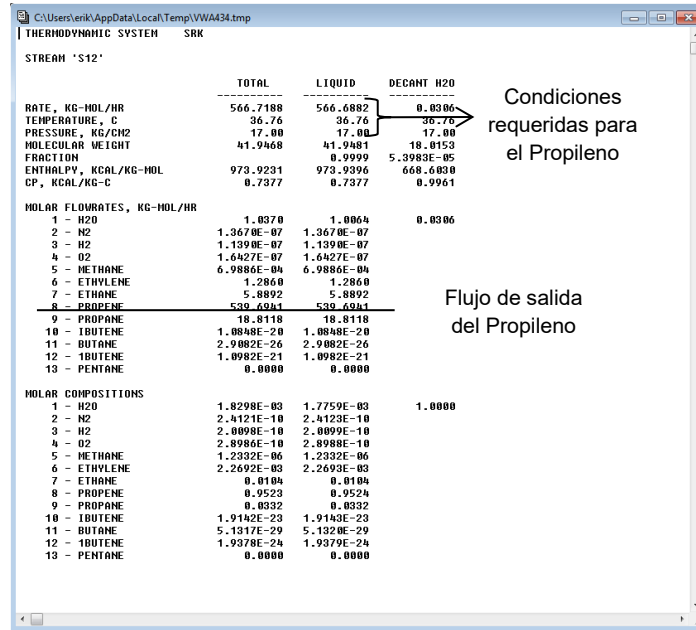 C:\Users\erik\AppData\Local\Temp\VWA434.tmp
THERMODYNAMIC SYSTEM SRK
STREAM 'S12'
TOTAL LIQUID DECANT H2O
RATE, KG-MOL/HR 566.7188 566.6882 0.0306
TEMPERATURE, C 36.76 36.76 36.76
PRESSURE, KG/CM2 17.00 17.00 17.00
MOLECULAR WEIGHT 41.9468 41.9481 18.0153
FRACTION 0.9999 5.3983E-05
ENTHALPY, KCAL/KG-MOL 973.9231 973.9396 668.6030
CP, KCAL/KG-C 0.7377 0.7377 0.9961
Condiciones
requeridas para
el Propileno
MOLAR FLOWRATES, KG-MOL/HR
1 - H2O 1.0370 1.0064 0.0306
2 - N2 1.3670E-07 1.3670E-07
3 - H2 1.1390E-07 1.1390E-07
4 - O2 1.6427E-07 1.6427E-07
5 - METHANE 6.9886E-04 6.9886E-04
6 - ETHYLENE 1.2860 1.2860
7 - ETHANE 5.8892 5.8892
8 - PROPENE 539.6941 539.6941
9 - PROPANE 18.8118 18.8118
10 - IBUTENE 1.0848E-20 1.0848E-20
11 - BUTANE 2.9082E-26 2.9082E-26
12 - 1BUTENE 1.0982E-21 1.0982E-21
13 - PENTANE 0.0000 0.0000
Flujo de salida
del Propileno
MOLAR COMPOSITIONS
1 - H2O 1.8298E-03 1.7759E-03 1.0000
2 - N2 2.4121E-10 2.4123E-10
3 - H2 2.0098E-10 2.0099E-10
4 - O2 2.8986E-10 2.8988E-10
5 - METHANE 1.2332E-06 1.2332E-06
6 - ETHYLENE 2.2692E-03 2.2693E-03
7 - ETHANE 0.0104 0.0104
8 - PROPENE 0.9523 0.9524
9 - PROPANE 0.0332 0.0332
10 - IBUTENE 1.9142E-23 1.9143E-23
11 - BUTANE 5.1317E-29 5.1320E-29
12 - 1BUTENE 1.9378E-24 1.9379E-24
13 - PENTANE 0.0000 0.0000